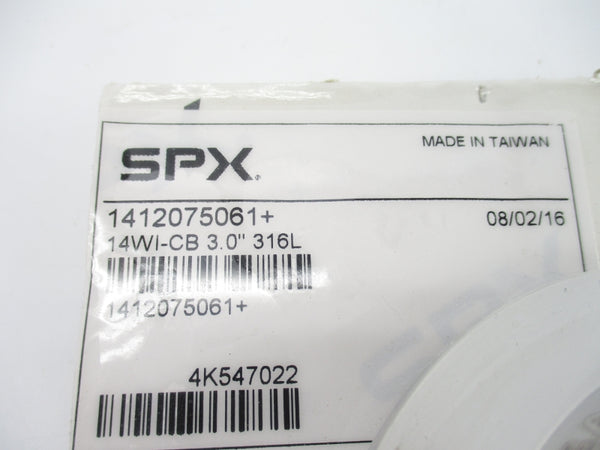 SPX.
MADE IN TAIWAN
1412075061+
08/02/16
14WI-CB 3.0" 316L
1412075061+
4K547022